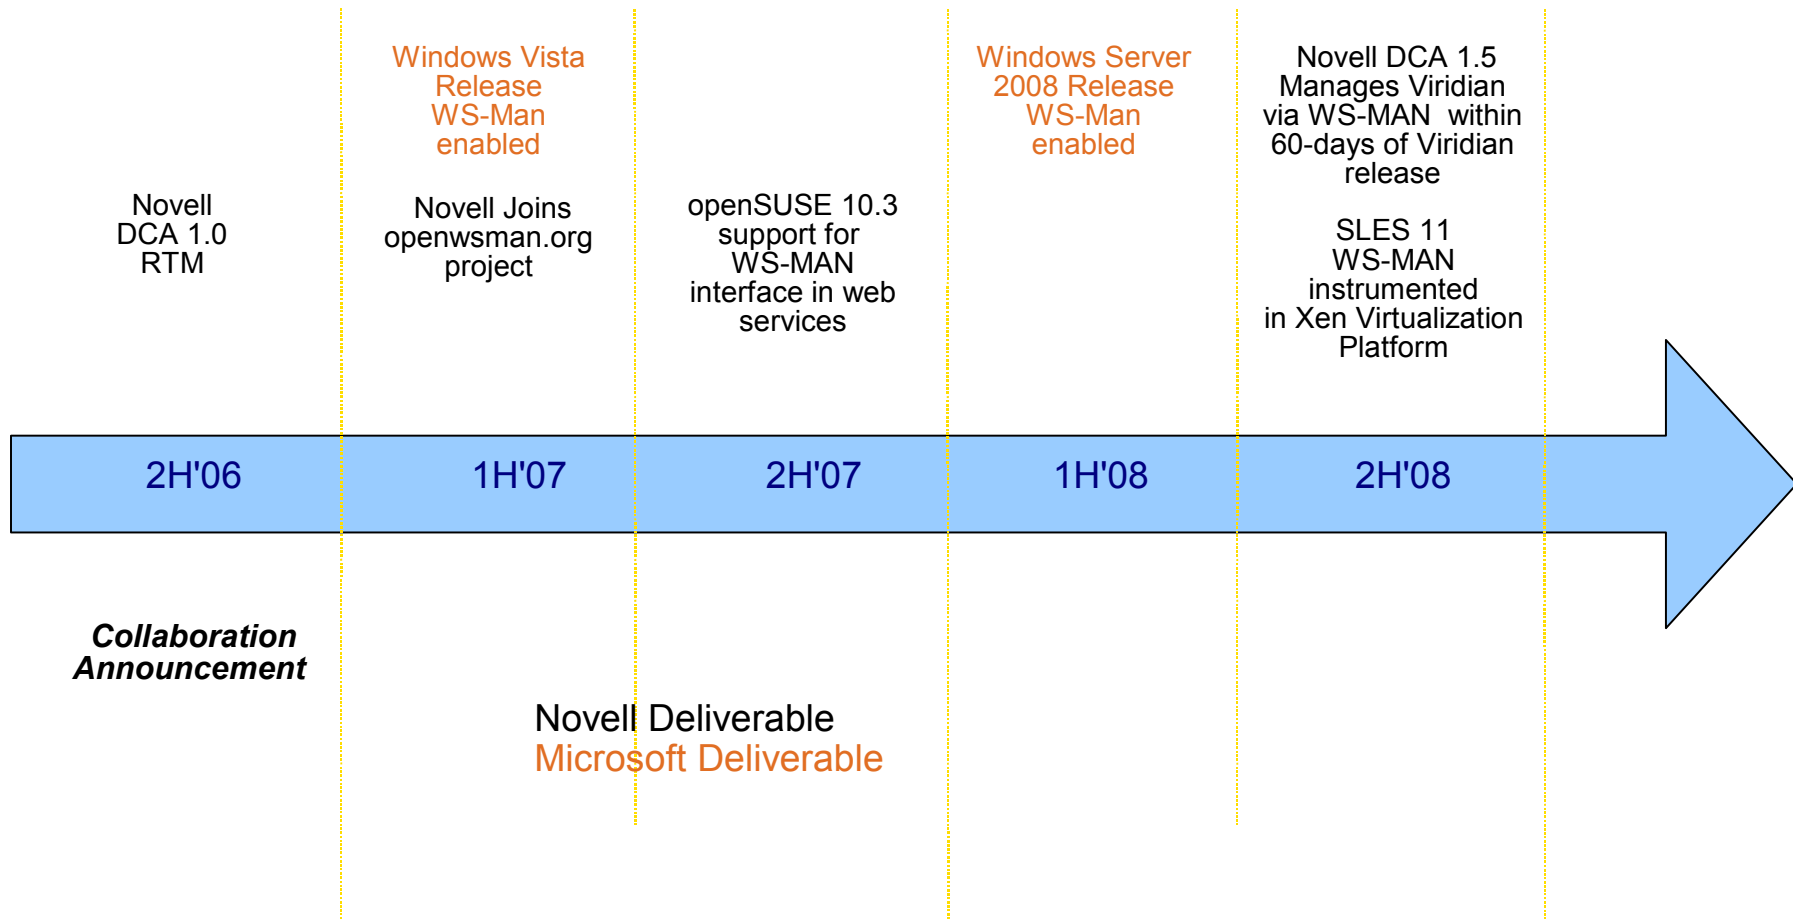 Windows Vista
Release
WS-Man
enabled
Windows Server
2008 Release
WS-Man
enabled
Novell DCA 1.5
Manages Viridian
via WS-MAN within
60-days of Viridian
release
Novell
DCA 1.0
RTM
Novell Joins
openwsman.org
project
openSUSE 10.3
support for
WS-MAN
interface in web
services
SLES 11
WS-MAN
instrumented
in Xen Virtualization
Platform
2H'06
1H'07
2H'07
1H'08
2H'08
Collaboration
Announcement
Novell Deliverable
Microsoft Deliverable